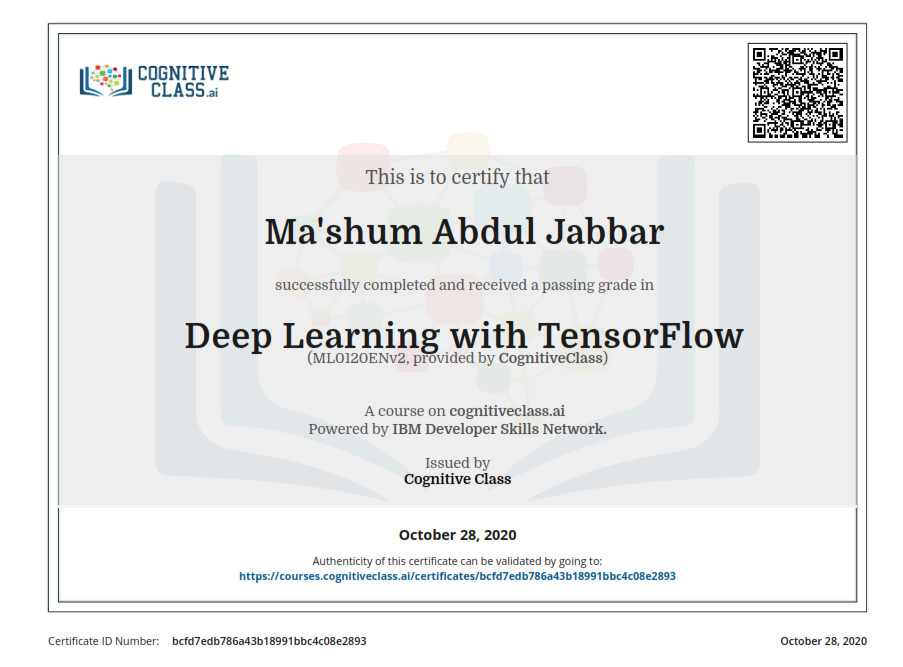 COGNITIVE
CLASS.ai
This is to certify that
Ma'shum Abdul Jabbar
successfully completed and received a passing grade in
Deep Learning with TensorFlow
(ML0120ENv2, provided by CognitiveClass)
A course on cognitiveclass.ai
Powered by IBM Developer Skills Network.
Issued by
Cognitive Class
October 28, 2020
Authenticity of this certificate can be validated by going to:
https://courses.cognitiveclass.ai/certificates/bcfd7edb786a43b18991bbc4c08e2893
Certificate ID Number: bcfd7edb786a43b18991bbc4c08e2893 October 28, 2020